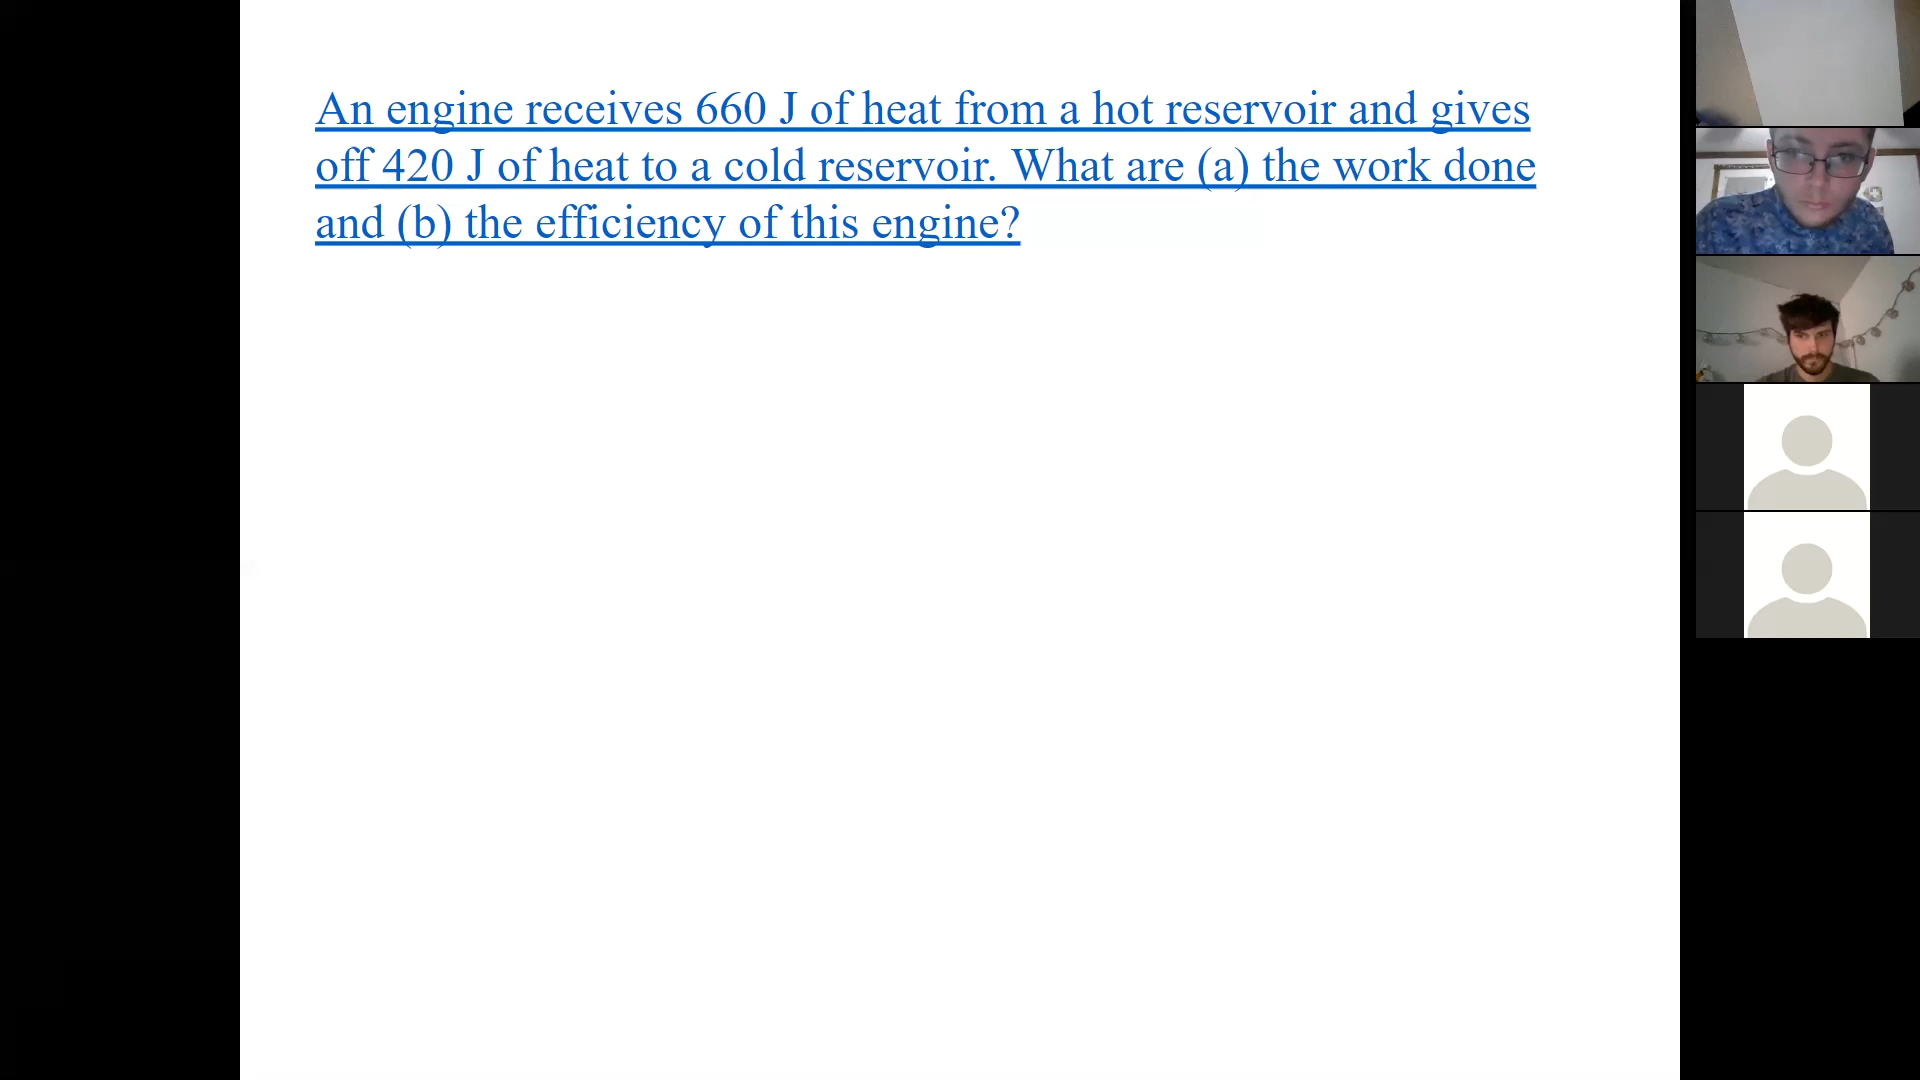 An engine receives 660 J of heat from a hot reservoir and gives
off 420 J of heat to a cold reservoir. What are (a) the work done
and (b) the efficiency of this engine?